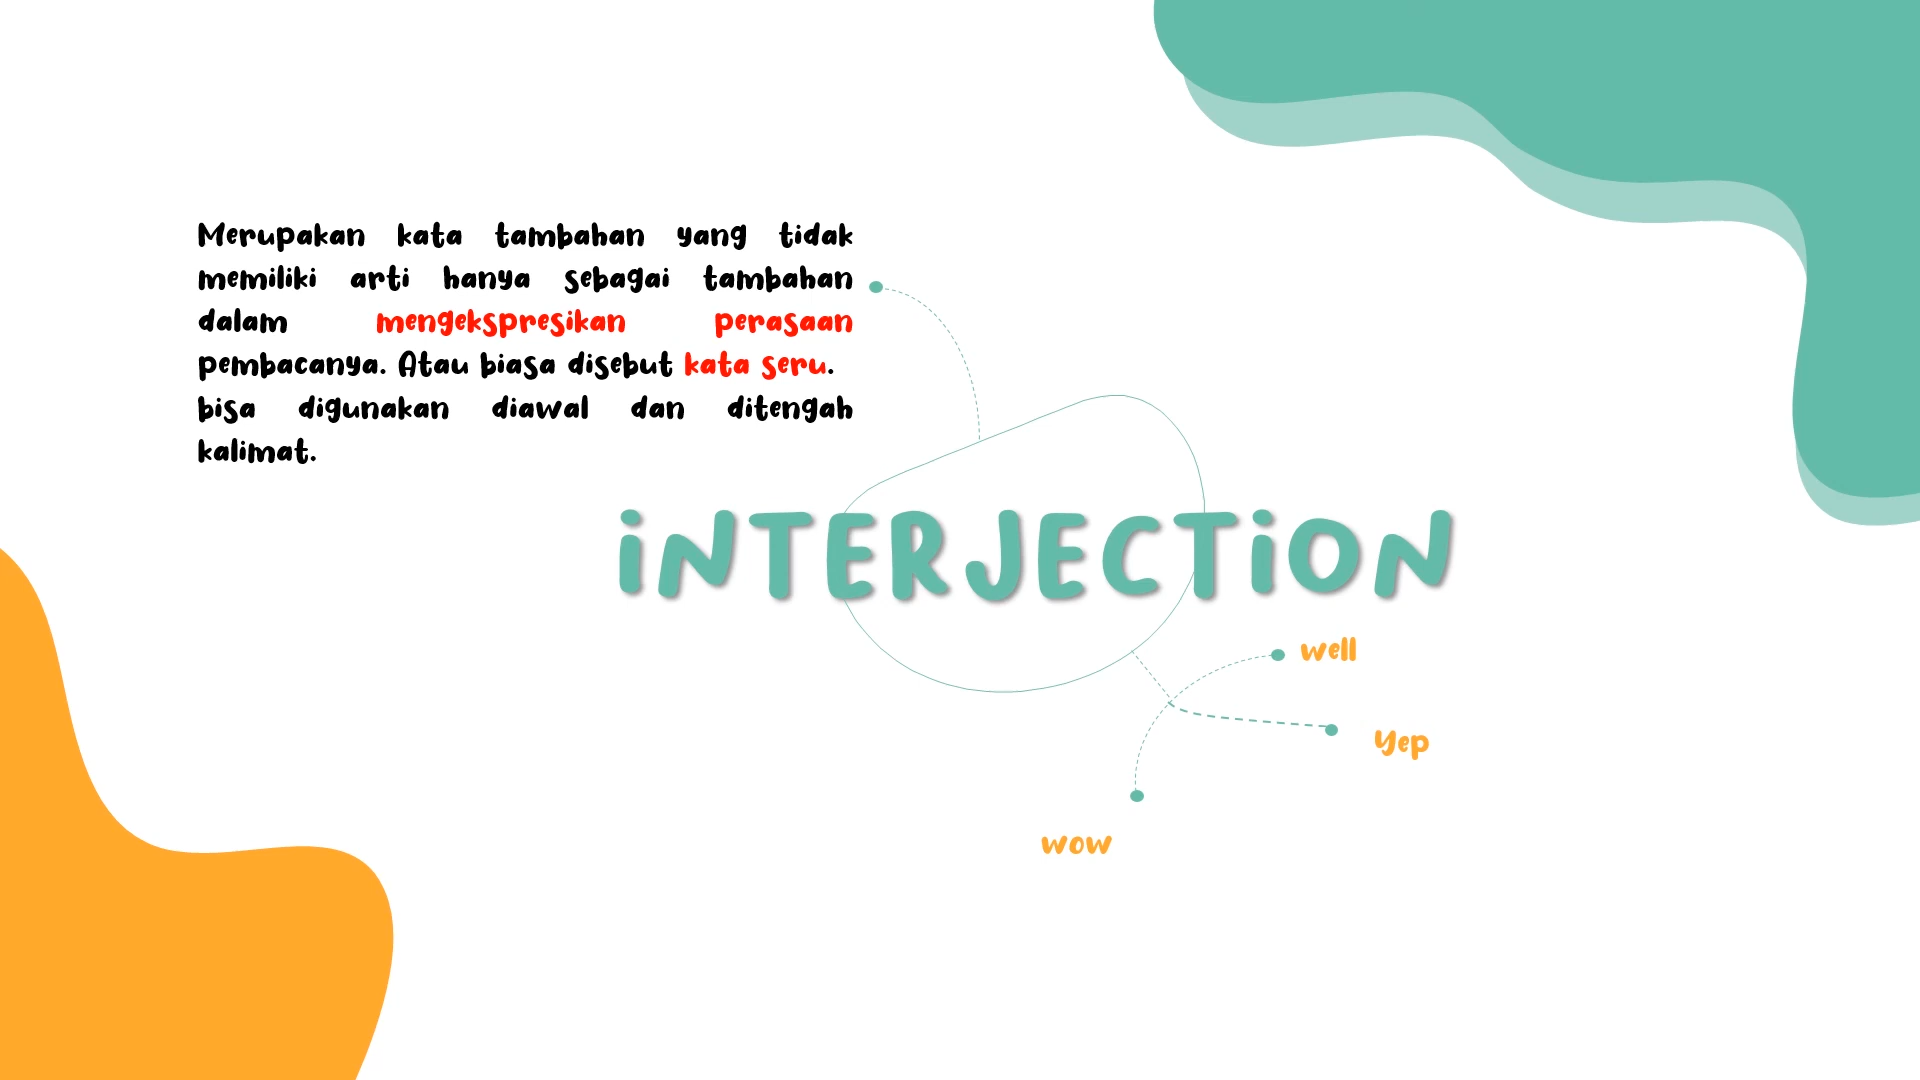 Merupakan kata tambahan yang tidak
memiliki arti hanya sebagai tambahan
dalam mengekspresikan perasaan
pembacanya. Atau biasa disebut kata seru.
bisa digunakan diawal dan ditengah
kalimat.
iNTERJECTiON
well
Yep
wow